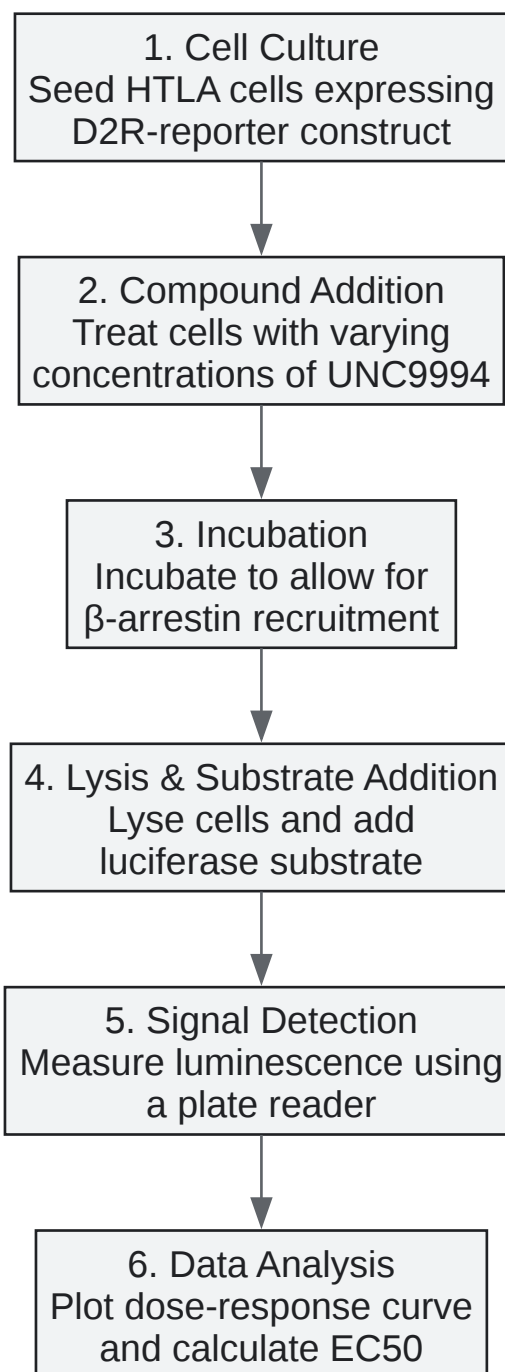 1. Cell Culture
Seed HTLA cells expressing
D2R-reporter construct
2. Compound Addition
Treat cells with varying
concentrations of UNC9994
3. Incubation
Incubate to allow for
β-arrestin recruitment
4. Lysis & Substrate Addition
Lyse cells and add
luciferase substrate
5. Signal Detection
Measure luminescence using
a plate reader
6. Data Analysis
Plot dose-response curve
and calculate EC50